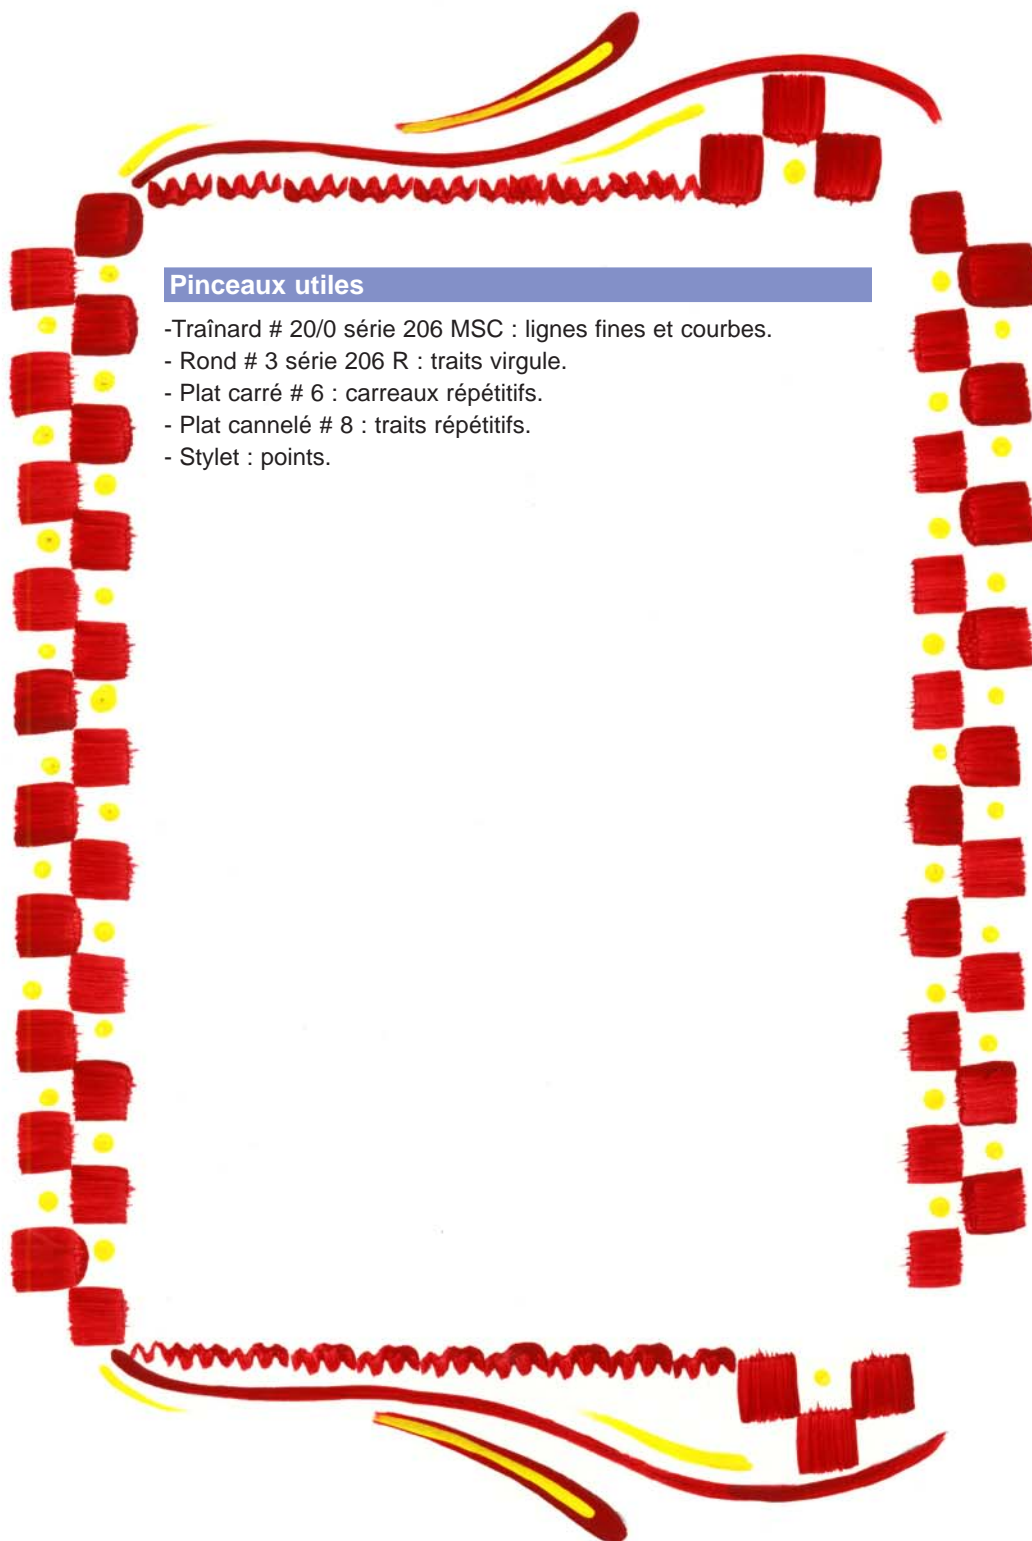 Pinceaux utiles
-Traînard # 20/0 série 206 MSC : lignes fines et courbes.
- Rond # 3 série 206 R : traits virgule.
- Plat carré # 6 : carreaux répétitifs.
- Plat cannelé # 8 : traits répétitifs.
- Stylet : points.